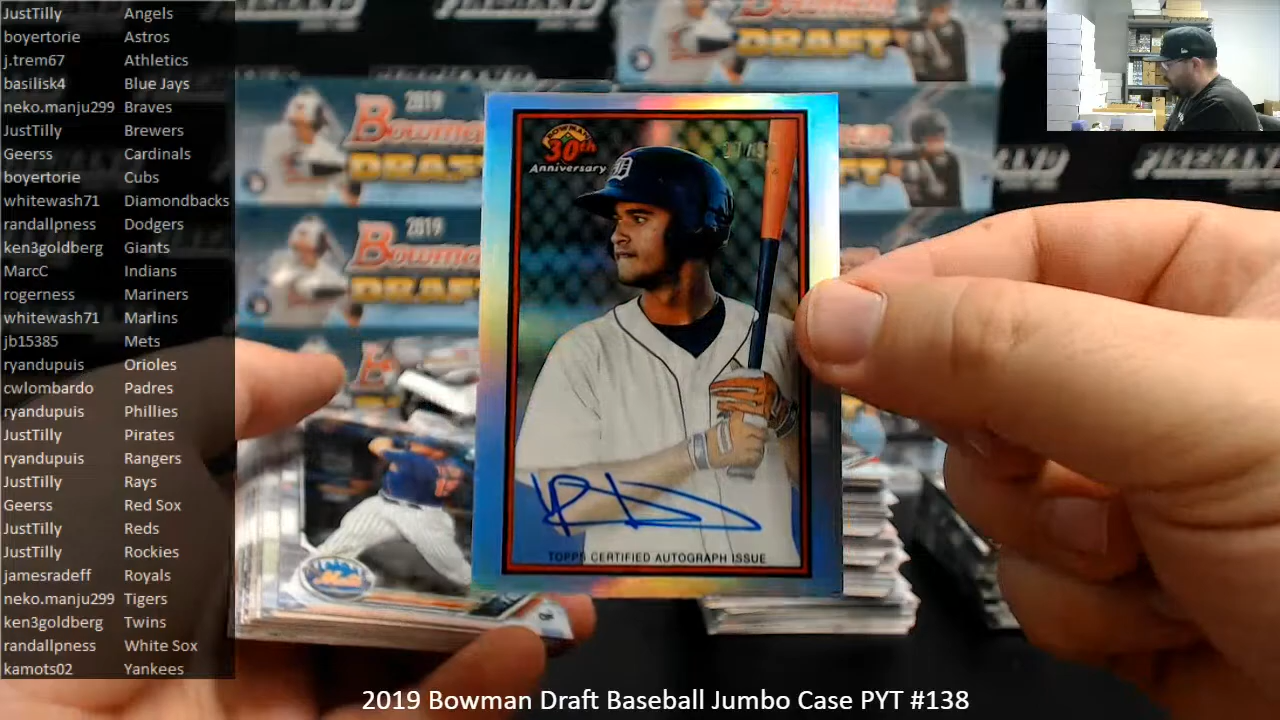 JustTilly Angels
boyertorie Astros
j.trem67 Athletics
basilisk4 Blue Jays
neko.manju299 Braves
JustTilly Brewers
Geerss Cardinals
boyertorie Cubs
whitewash71 Diamondbacks
randallpness Dodgers
ken3goldberg Giants
MarcC Indians
rogerness Mariners
whitewash71 Marlins
jb15385 Mets
ryandupuis Orioles
cwlombardo Padres
ryandupuis Phillies
JustTilly Pirates
ryandupuis Rangers
JustTilly Rays
Geerss Red Sox
JustTilly Reds
JustTilly Rockies
jamesradeff Royals
neko.manju299 Tigers
ken3goldberg Twins
randallpness White Sox
kamots02 Yankees
DRAFT
2019
Bowman
DRAFT
2019
Bowman
DRAFT
BOWMAN
30th
Anniversary
D
TOPPS CERTIFIED AUTOGRAPH ISSUE
Mets
2019 Bowman Draft Baseball Jumbo Case PYT #138